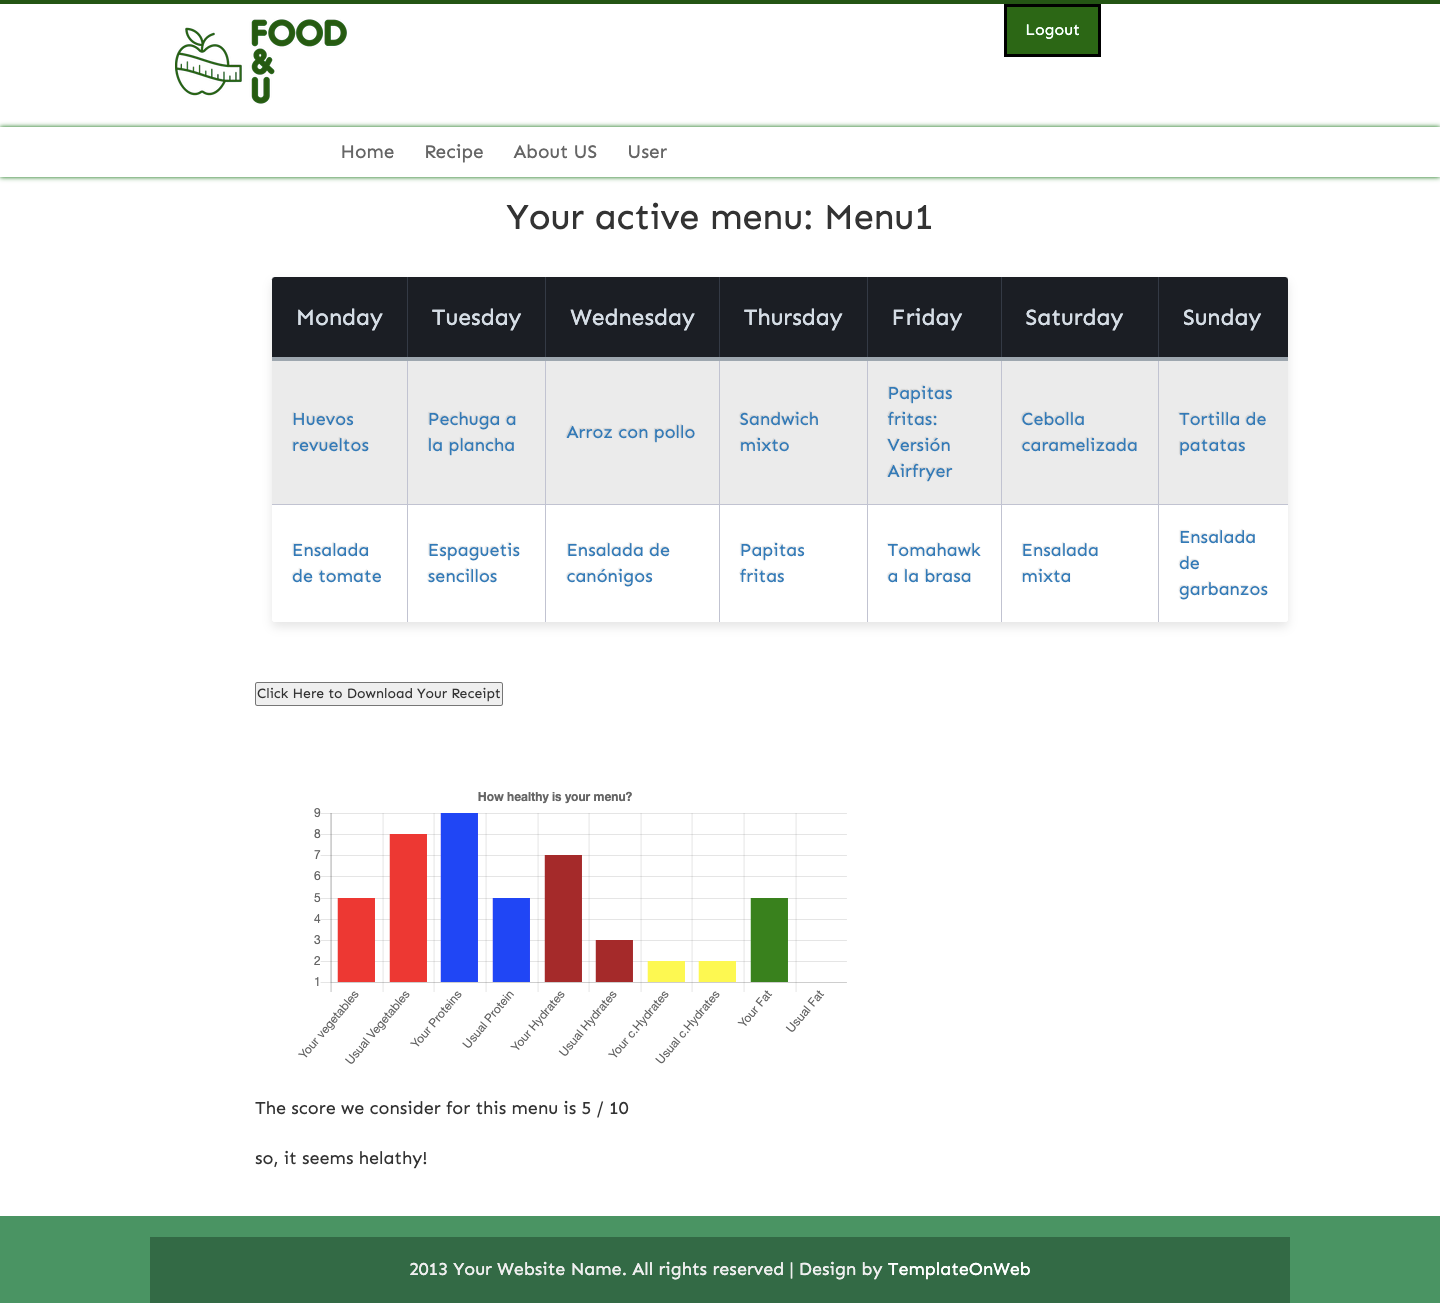 FOOD
&
U
Logout
Home Recipe About US User
Your active menu: Menu1
Monday Tuesday Wednesday Thursday Friday Saturday Sunday
Huevos revueltos
Pechuga a la plancha
Arroz con pollo
Sandwich mixto
Papitas fritas: Versión Airfryer
Cebolla caramelizada
Tortilla de patatas
Ensalada de tomate
Espaguetis sencillos
Ensalada de canónigos
Papitas fritas
Tomahawk a la brasa
Ensalada mixta
Ensalada de garbanzos
Click Here to Download Your Receipt
How healthy is your menu?
9
8
7
6
5
4
3
2
1
Your vegetables
Usual Vegetables
Your Proteins
Usual Protein
Your Hydrates
Usual Hydrates
Your c.Hydrates
Usual c.Hydrates
Your Fat
Usual Fat
The score we consider for this menu is 5 / 10
so, it seems helathy!
2013 Your Website Name. All rights reserved | Design by TemplateOnWeb